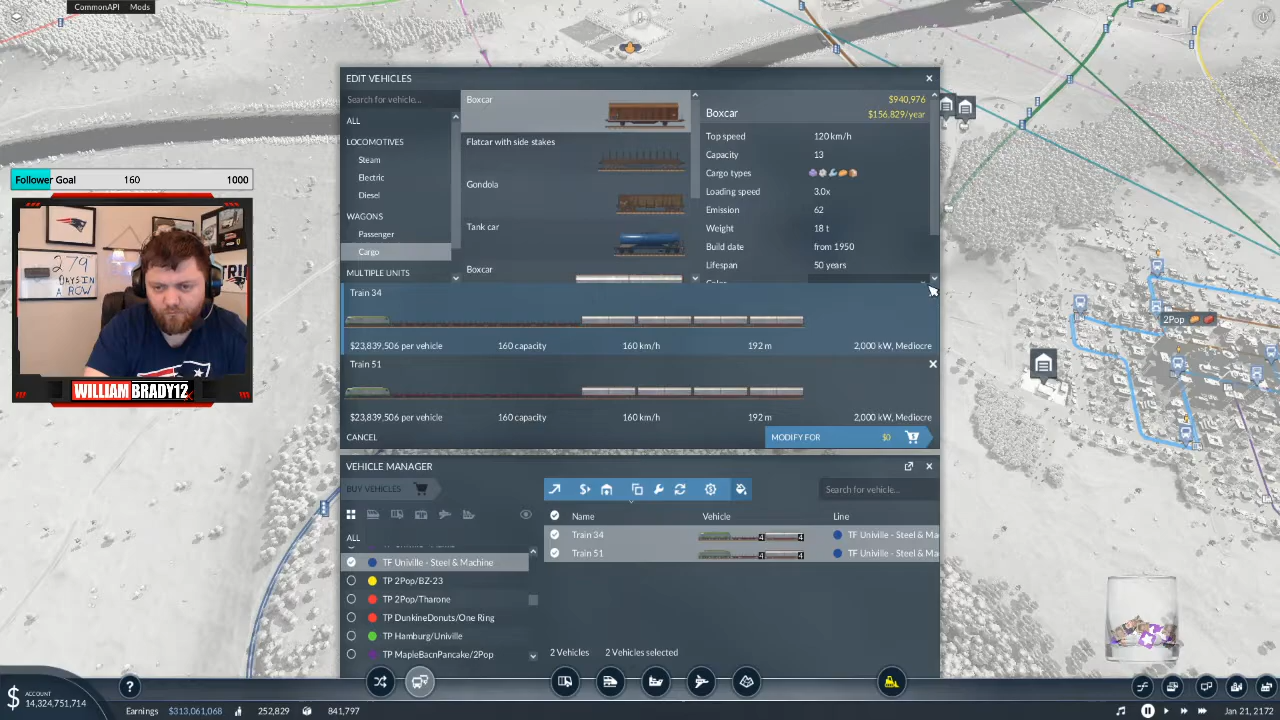 CommonAPI Mods
EDIT VEHICLES
Search for vehicle...
ALL
LOCOMOTIVES
Steam
Electric
Diesel
WAGONS
Passenger
Cargo
MULTIPLE UNITS
Boxcar
Flatcar with side stakes
Gondola
Tank car
Boxcar
$940,976
$156,829/year
Boxcar
Top speed 120 km/h
Capacity 13
Cargo types
Loading speed 3.0x
Emission 62
Weight 18 t
Build date from 1950
Lifespan 50 years
Train 34
$23,839,506 per vehicle 160 capacity 160 km/h 192 m 2,000 kW, Mediocre
Train 51
$23,839,506 per vehicle 160 capacity 160 km/h 192 m 2,000 kW, Mediocre
CANCEL
MODIFY FOR $0
VEHICLE MANAGER
BUY VEHICLES
Search for vehicle...
ALL
TF Univille - Steel & Machine
TP 2Pop/BZ-23
TP 2Pop/Tharone
TP DunkineDonuts/One Ring
TP Hamburg/Univille
TP MapleBacnPancake/2Pop
Name Vehicle Line
Train 34 4 4 TF Univille - Steel & Ma
Train 51 4 4 TF Univille - Steel & Ma
2 Vehicles 2 Vehicles selected
Follower Goal 160 1000
279
DAYS IN
A ROW
WILLIAM BRADY12
2Pop
$ ACCOUNT
14,324,751,714
?
Earnings $313,061,068 252,829 841,797
Jan 21, 2172